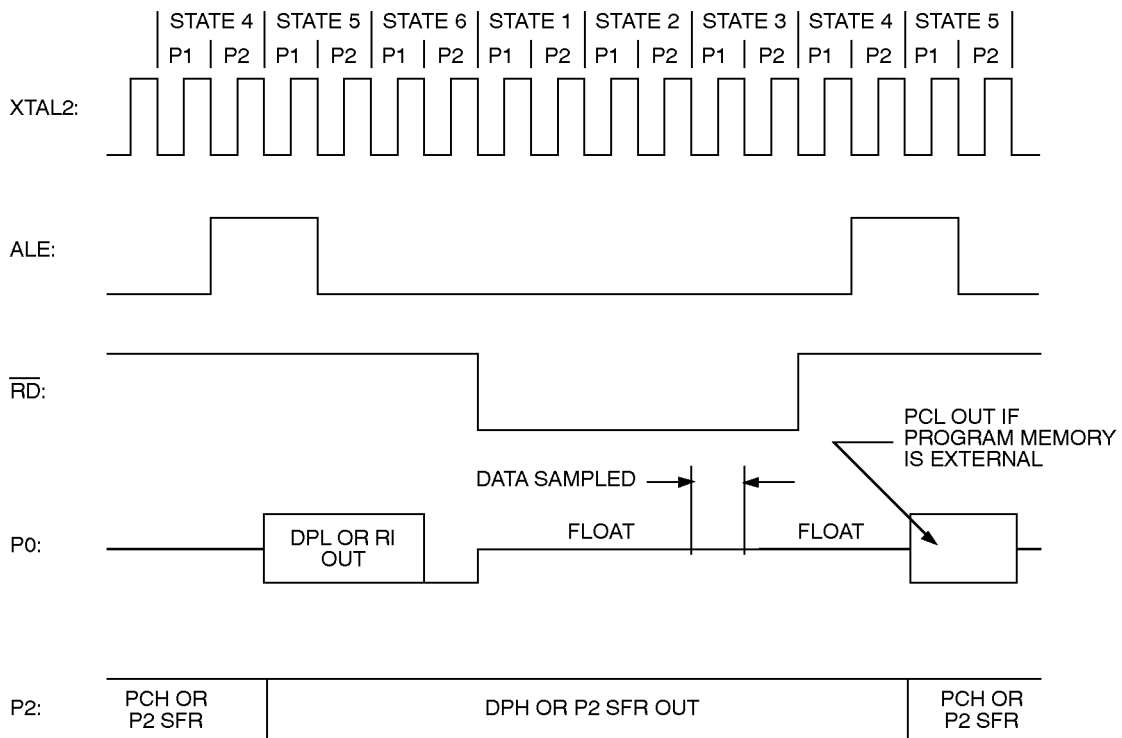 STATE 4 STATE 5 STATE 6 STATE 1 STATE 2 STATE 3 STATE 4 STATE 5
P1 P2 P1 P2 P1 P2 P1 P2 P1 P2 P1 P2 P1 P2 P1 P2
XTAL2:
ALE:
RD:
PCL OUT IF
PROGRAM MEMORY
IS EXTERNAL
DATA SAMPLED
P0:
DPL OR RI
OUT
FLOAT
FLOAT
P2:
PCH OR
P2 SFR
DPH OR P2 SFR OUT
PCH OR
P2 SFR